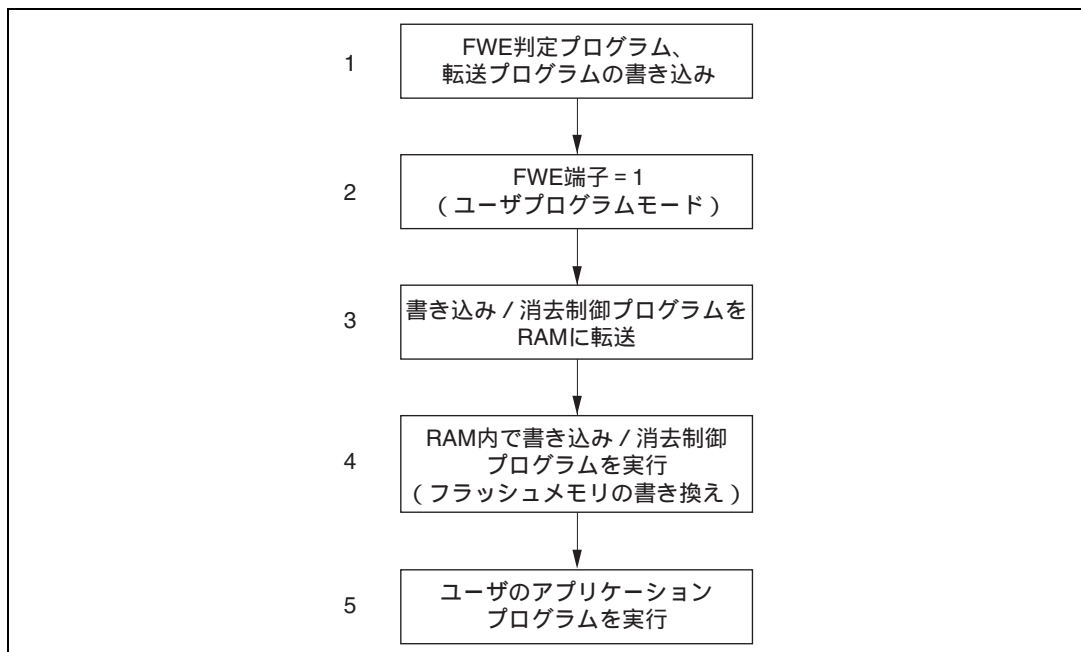 1
FWE判定プログラム、
転送プログラムの書き込み
2
FWE端子 = 1
（ ユーザプログラムモード ）
3
書き込み / 消去制御プログラムを
RAMに転送
4
RAM内で書き込み / 消去制御
プログラムを実行
（ フラッシュメモリの書き換え ）
5
ユーザのアプリケーション
プログラムを実行